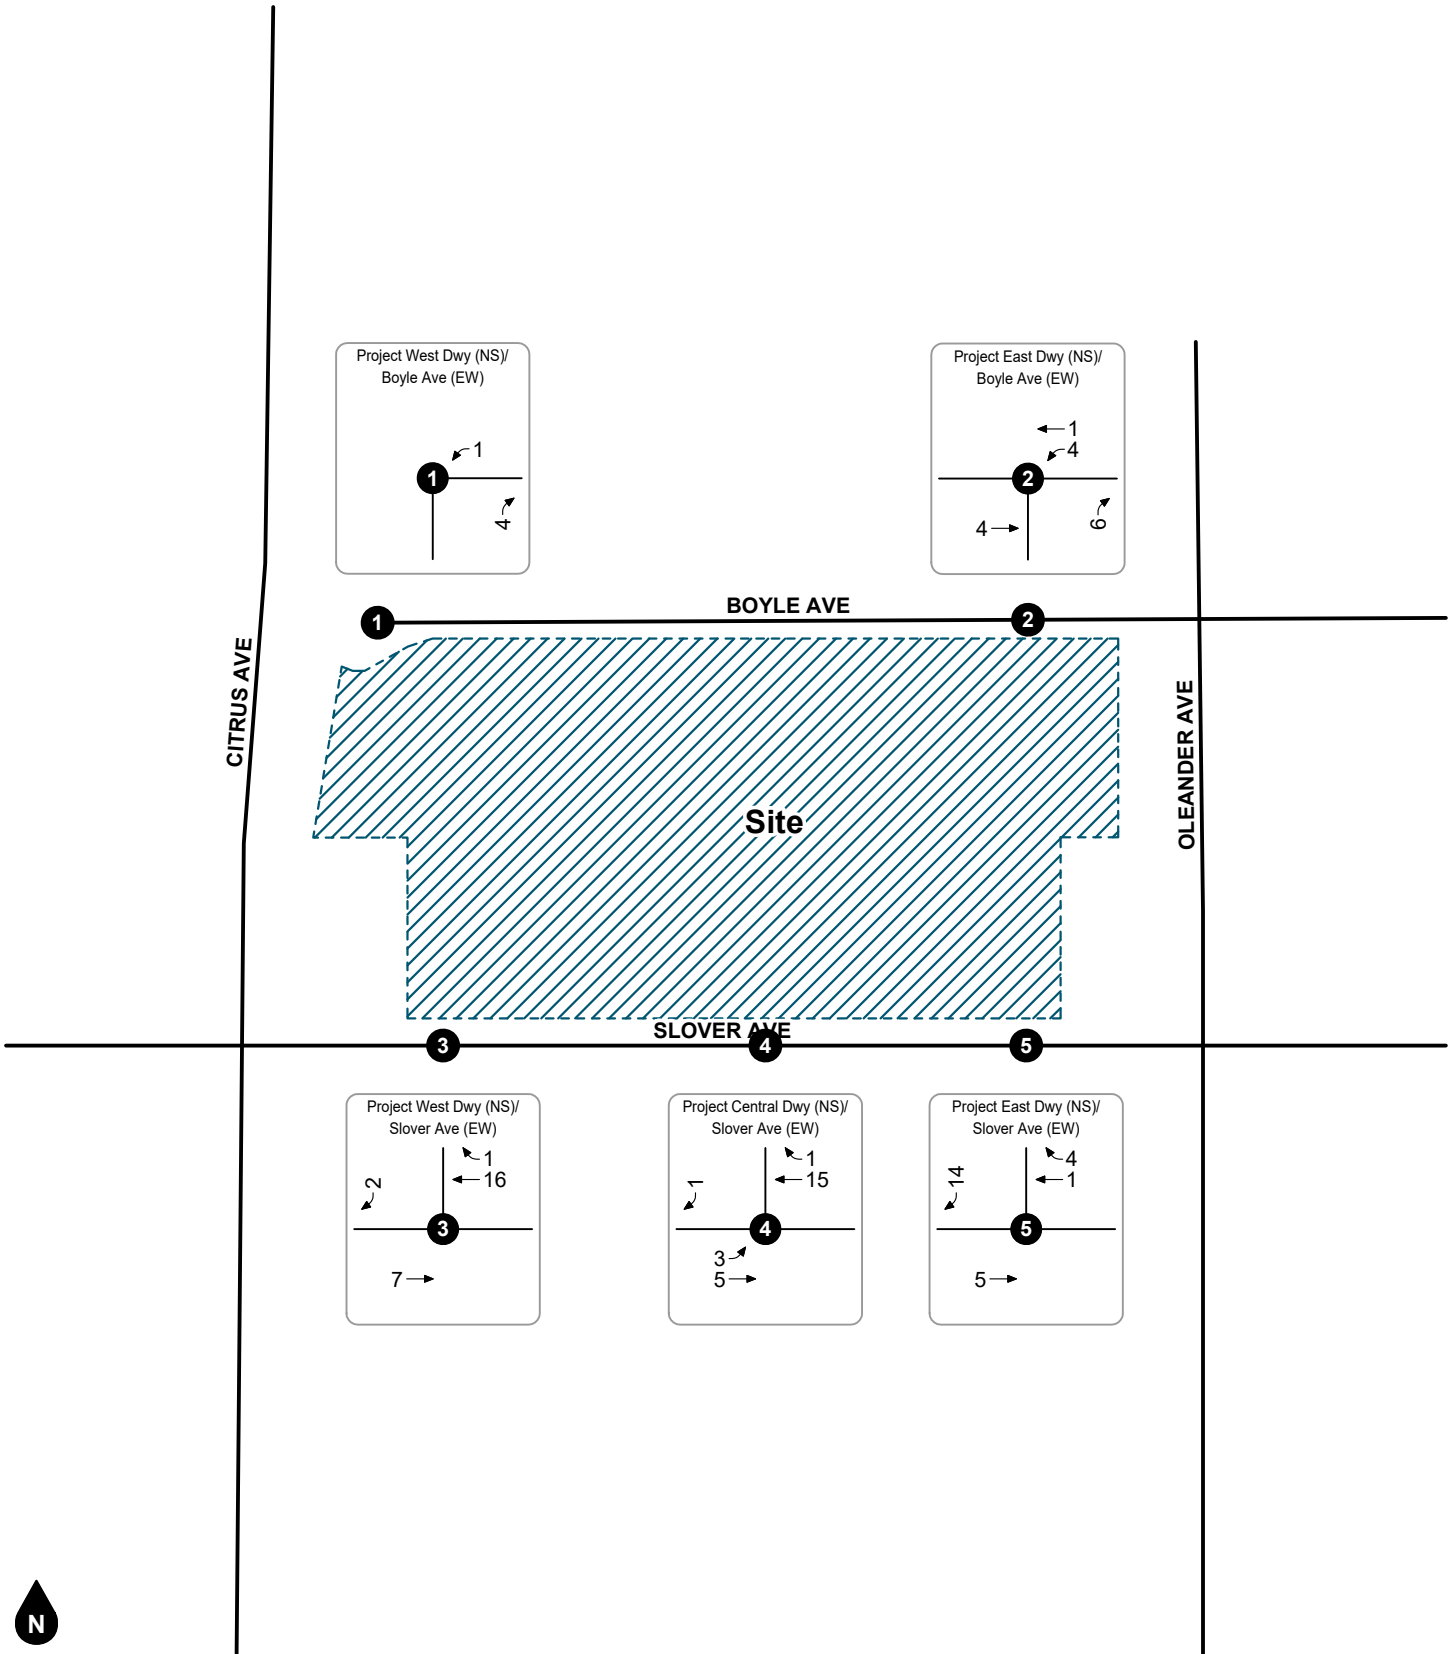 Project West Dwy (NS)/
Boyle Ave (EW)
1
1
4
Project East Dwy (NS)/
Boyle Ave (EW)
1
4
2
4
6
BOYLE AVE
1
2
CITRUS AVE
OLEANDER AVE
Site
SLOVER AVE
3
4
5
Project West Dwy (NS)/
Slover Ave (EW)
1
16
2
3
7
Project Central Dwy (NS)/
Slover Ave (EW)
1
15
1
4
3
5
Project East Dwy (NS)/
Slover Ave (EW)
4
1
14
5
5
N